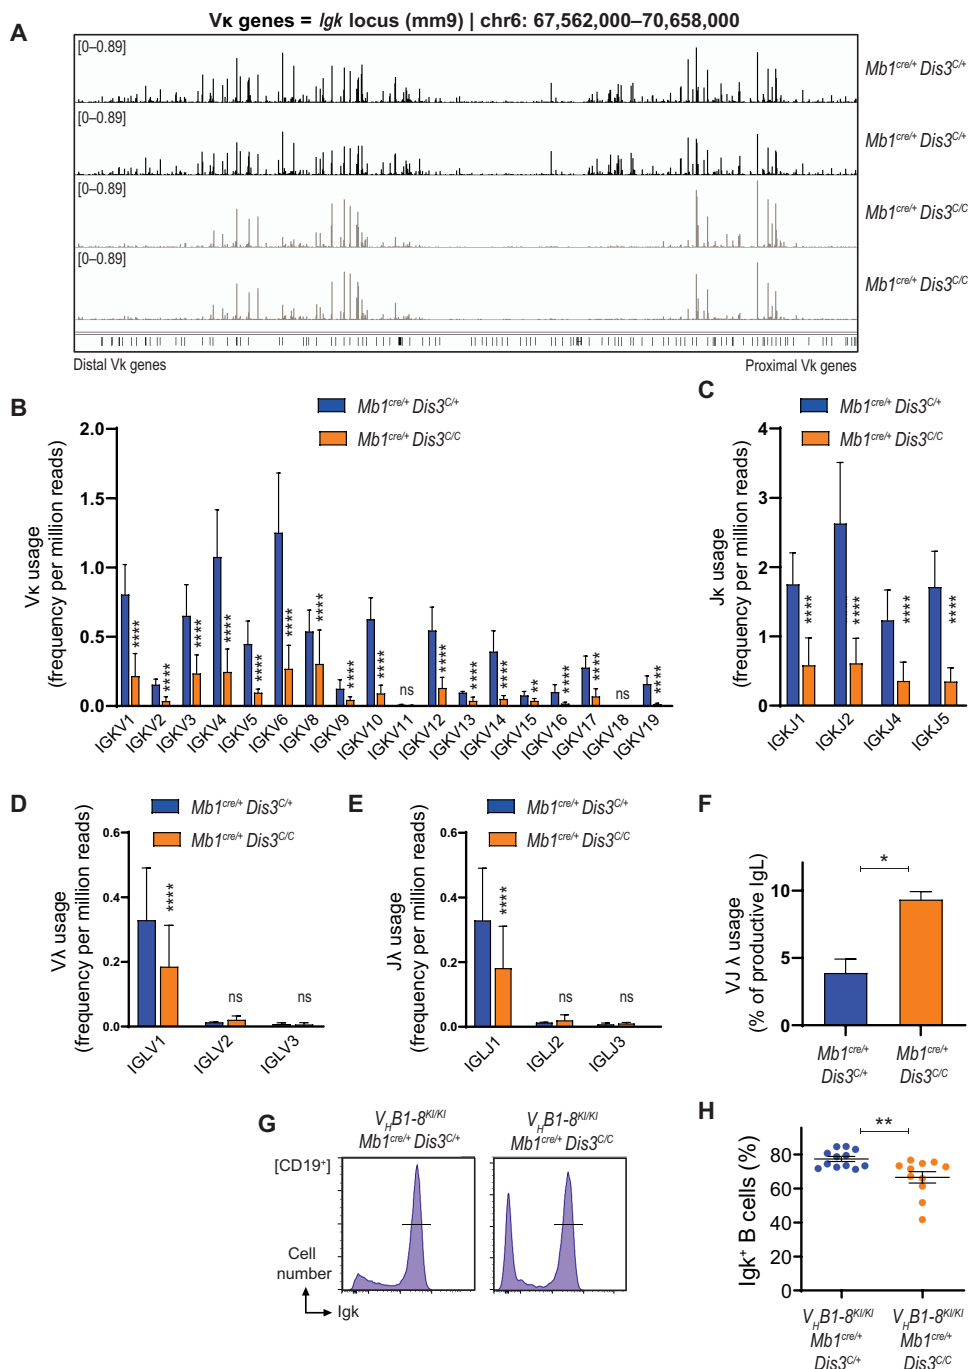 Vκ genes = Igk locus (mm9) | chr6: 67,562,000–70,658,000
A
[0–0.89]
Mb1cre/+ Dis3C/+
[0–0.89]
Mb1cre/+ Dis3C/+
[0–0.89]
Mb1cre/+ Dis3C/C
[0–0.89]
Mb1cre/+ Dis3C/C
Distal Vk genes
Proximal Vk genes
B
Mb1cre/+ Dis3C/+
Mb1cre/+ Dis3C/C
Vκ usage
(frequency per million reads)
2.0
1.5
1.0
0.5
0.0
**** **** **** **** **** **** **** **** **** ns **** **** **** ** **** **** ns ****
IGKV1 IGKV2 IGKV3 IGKV4 IGKV5 IGKV6 IGKV8 IGKV9 IGKV10 IGKV11 IGKV12 IGKV13 IGKV14 IGKV15 IGKV16 IGKV17 IGKV18 IGKV19
C
Mb1cre/+ Dis3C/+
Mb1cre/+ Dis3C/C
Jκ usage
(frequency per million reads)
4
3
2
1
0
**** **** **** ****
IGKJ1 IGKJ2 IGKJ4 IGKJ5
D
Mb1cre/+ Dis3C/+
Mb1cre/+ Dis3C/C
Vλ usage
(frequency per million reads)
0.6
0.4
0.2
0.0
**** ns ns
IGLV1 IGLV2 IGLV3
E
Mb1cre/+ Dis3C/+
Mb1cre/+ Dis3C/C
Jλ usage
(frequency per million reads)
0.6
0.4
0.2
0.0
**** ns ns
IGLJ1 IGLJ2 IGLJ3
F
VJ λ usage
(% of productive IgL)
10
5
0
*
Mb1cre/+ Mb1cre/+
Dis3C/+ Dis3C/C
G
VHB1-8KI/KI VHB1-8KI/KI
Mb1cre/+ Dis3C/+ Mb1cre/+ Dis3C/C
[CD19+]
Cell
number
Igk
H
Igk+ B cells (%)
80
60
40
20
0
**
VHB1-8KI/KI VHB1-8KI/KI
Mb1cre/+ Mb1cre/+
Dis3C/+ Dis3C/C